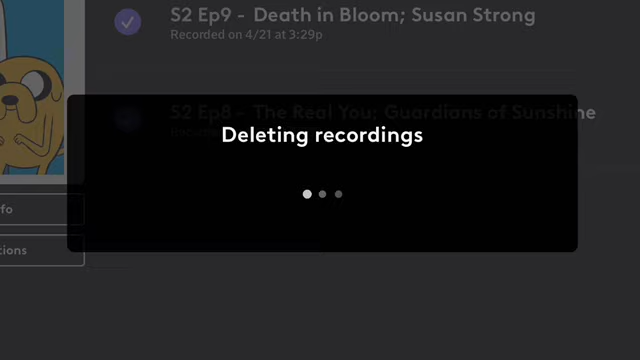 S2 Ep9 - Death in Bloom; Susan Strong
Recorded on 4/21 at 3:29p
S2 Ep8 - The Real You; Guardians of Sunshine
Deleting recordings
fo
tions